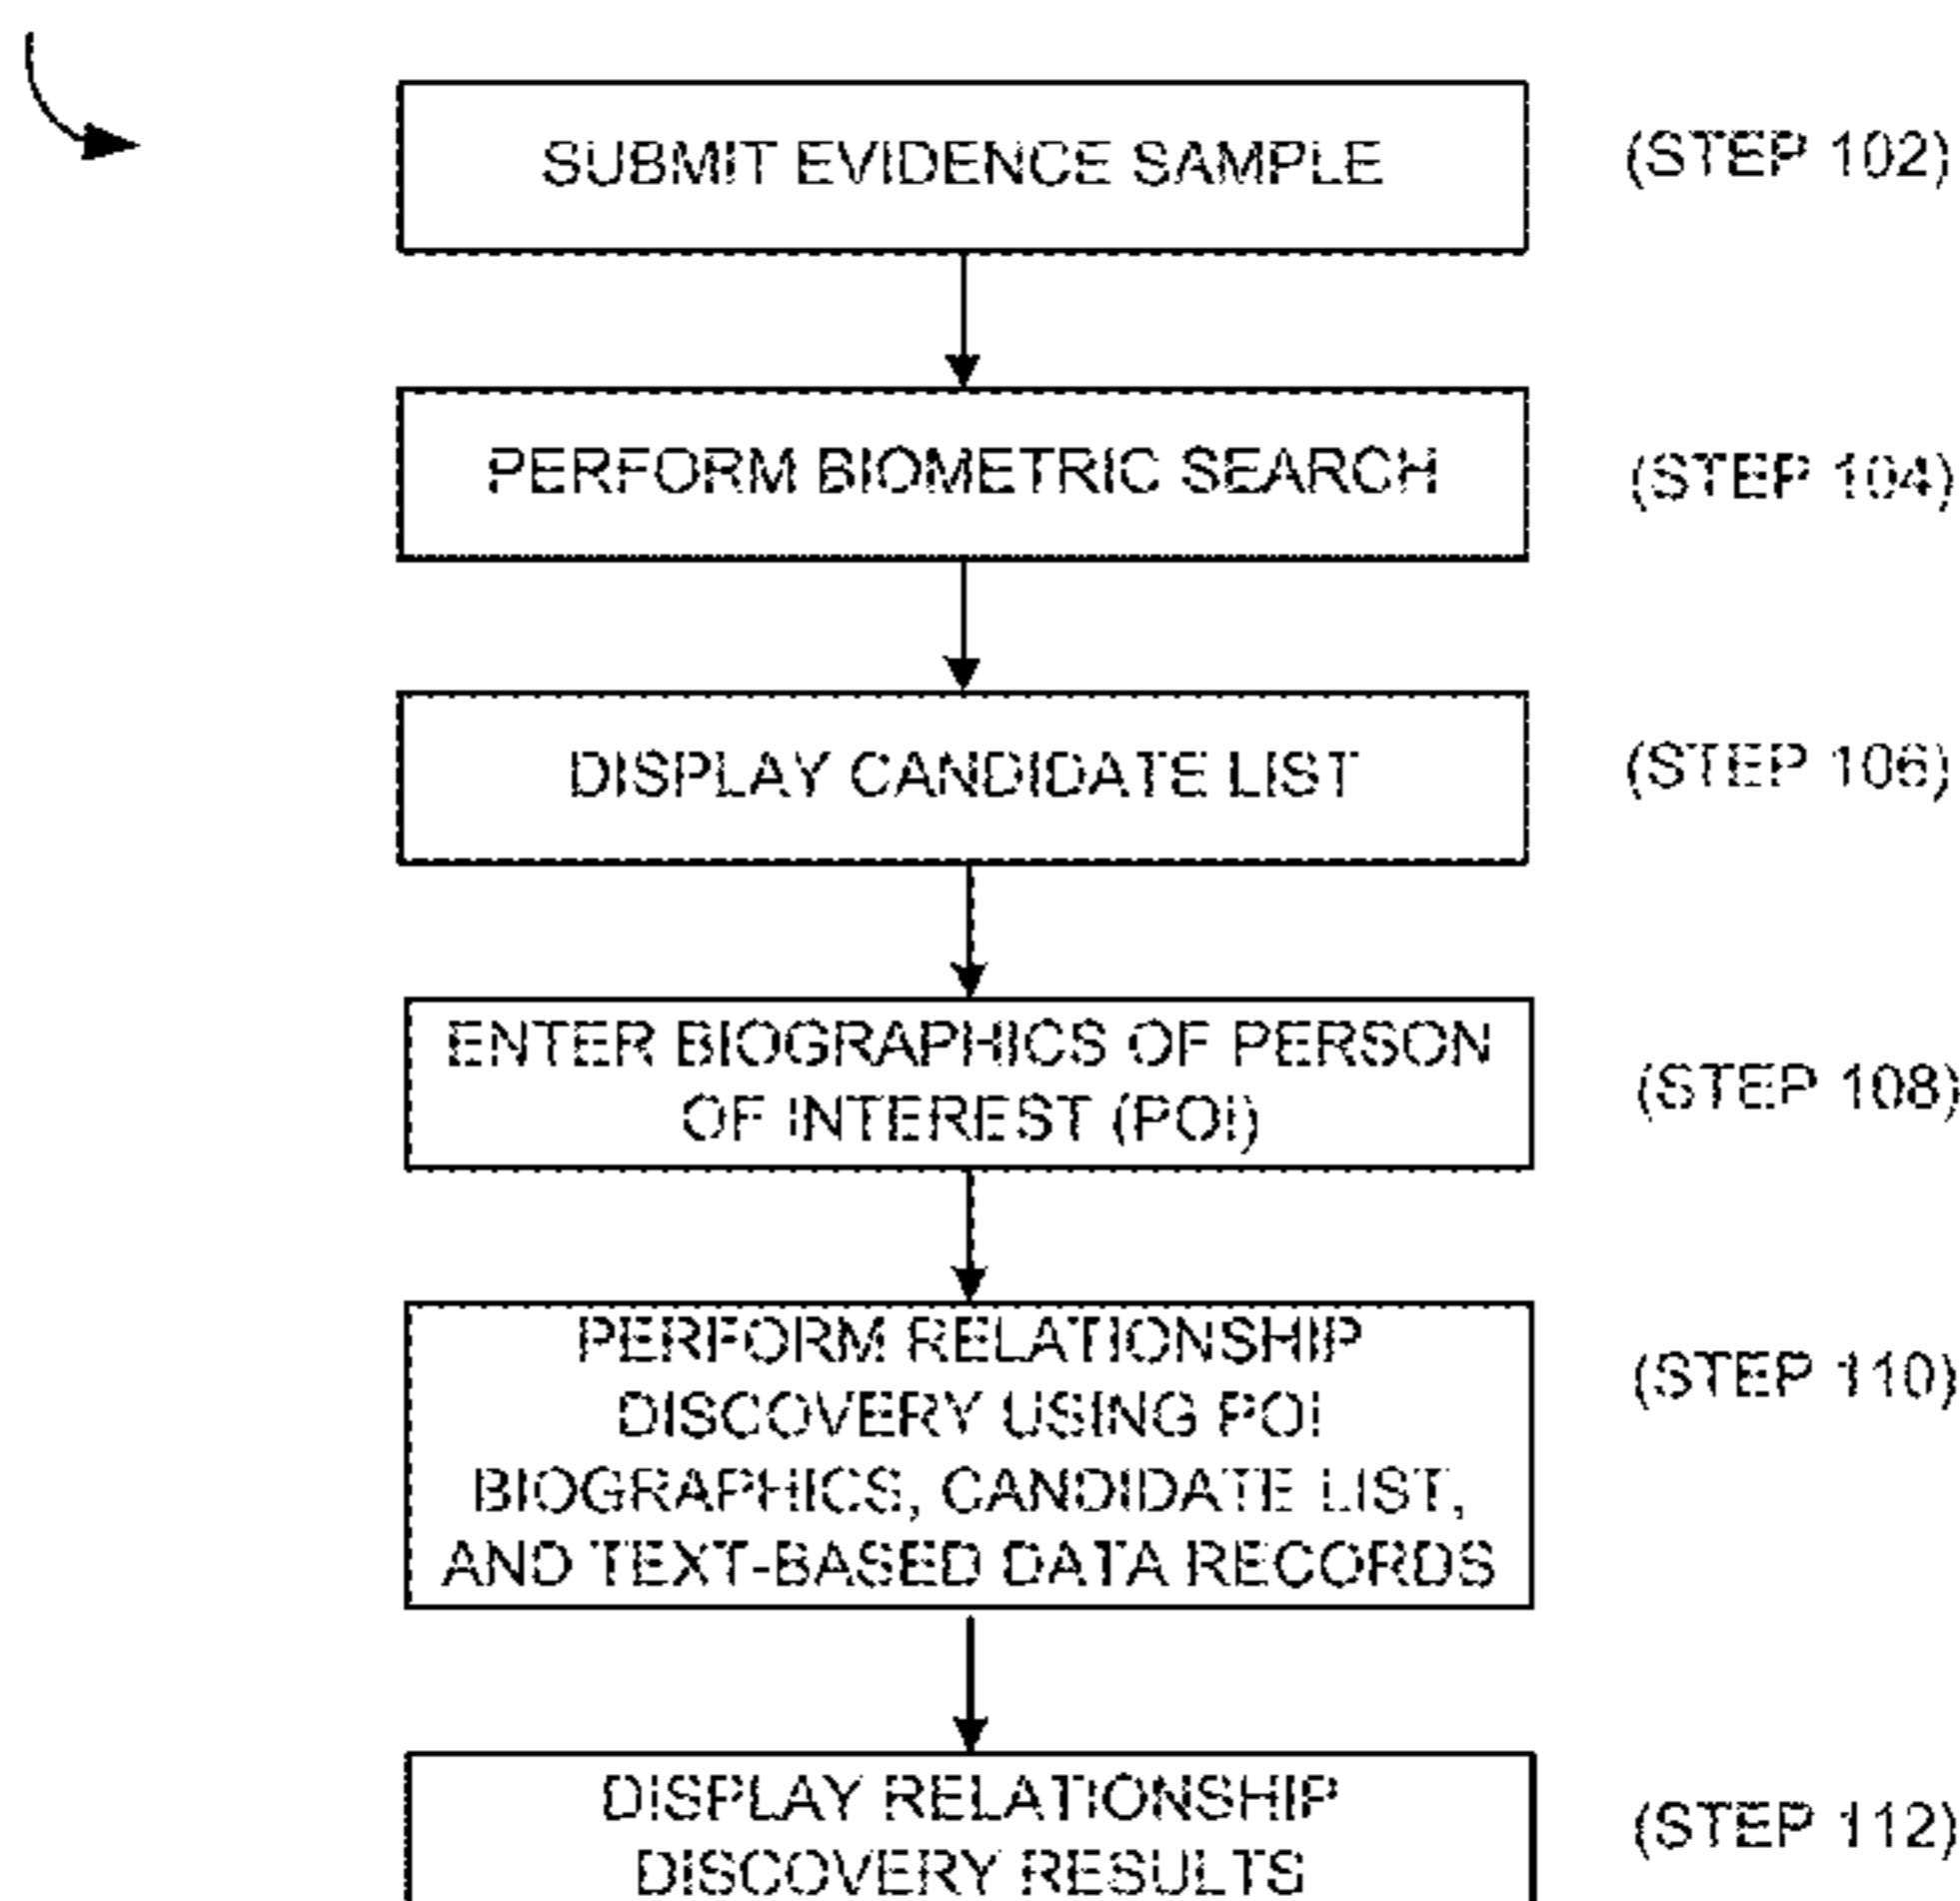 SUBMIT EVIDENCE SAMPLE
(STEP 102)
PERFORM BIOMETRIC SEARCH
(STEP 104)
DISPLAY CANDIDATE LIST
(STEP 106)
ENTER BIOGRAPHICS OF PERSON
OF INTEREST (POI)
(STEP 108)
PERFORM RELATIONSHIP
DISCOVERY USING POI
BIOGRAPHICS, CANDIDATE LIST,
AND TEXT-BASED DATA RECORDS
(STEP 110)
DISPLAY RELATIONSHIP
DISCOVERY RESULTS
(STEP 112)